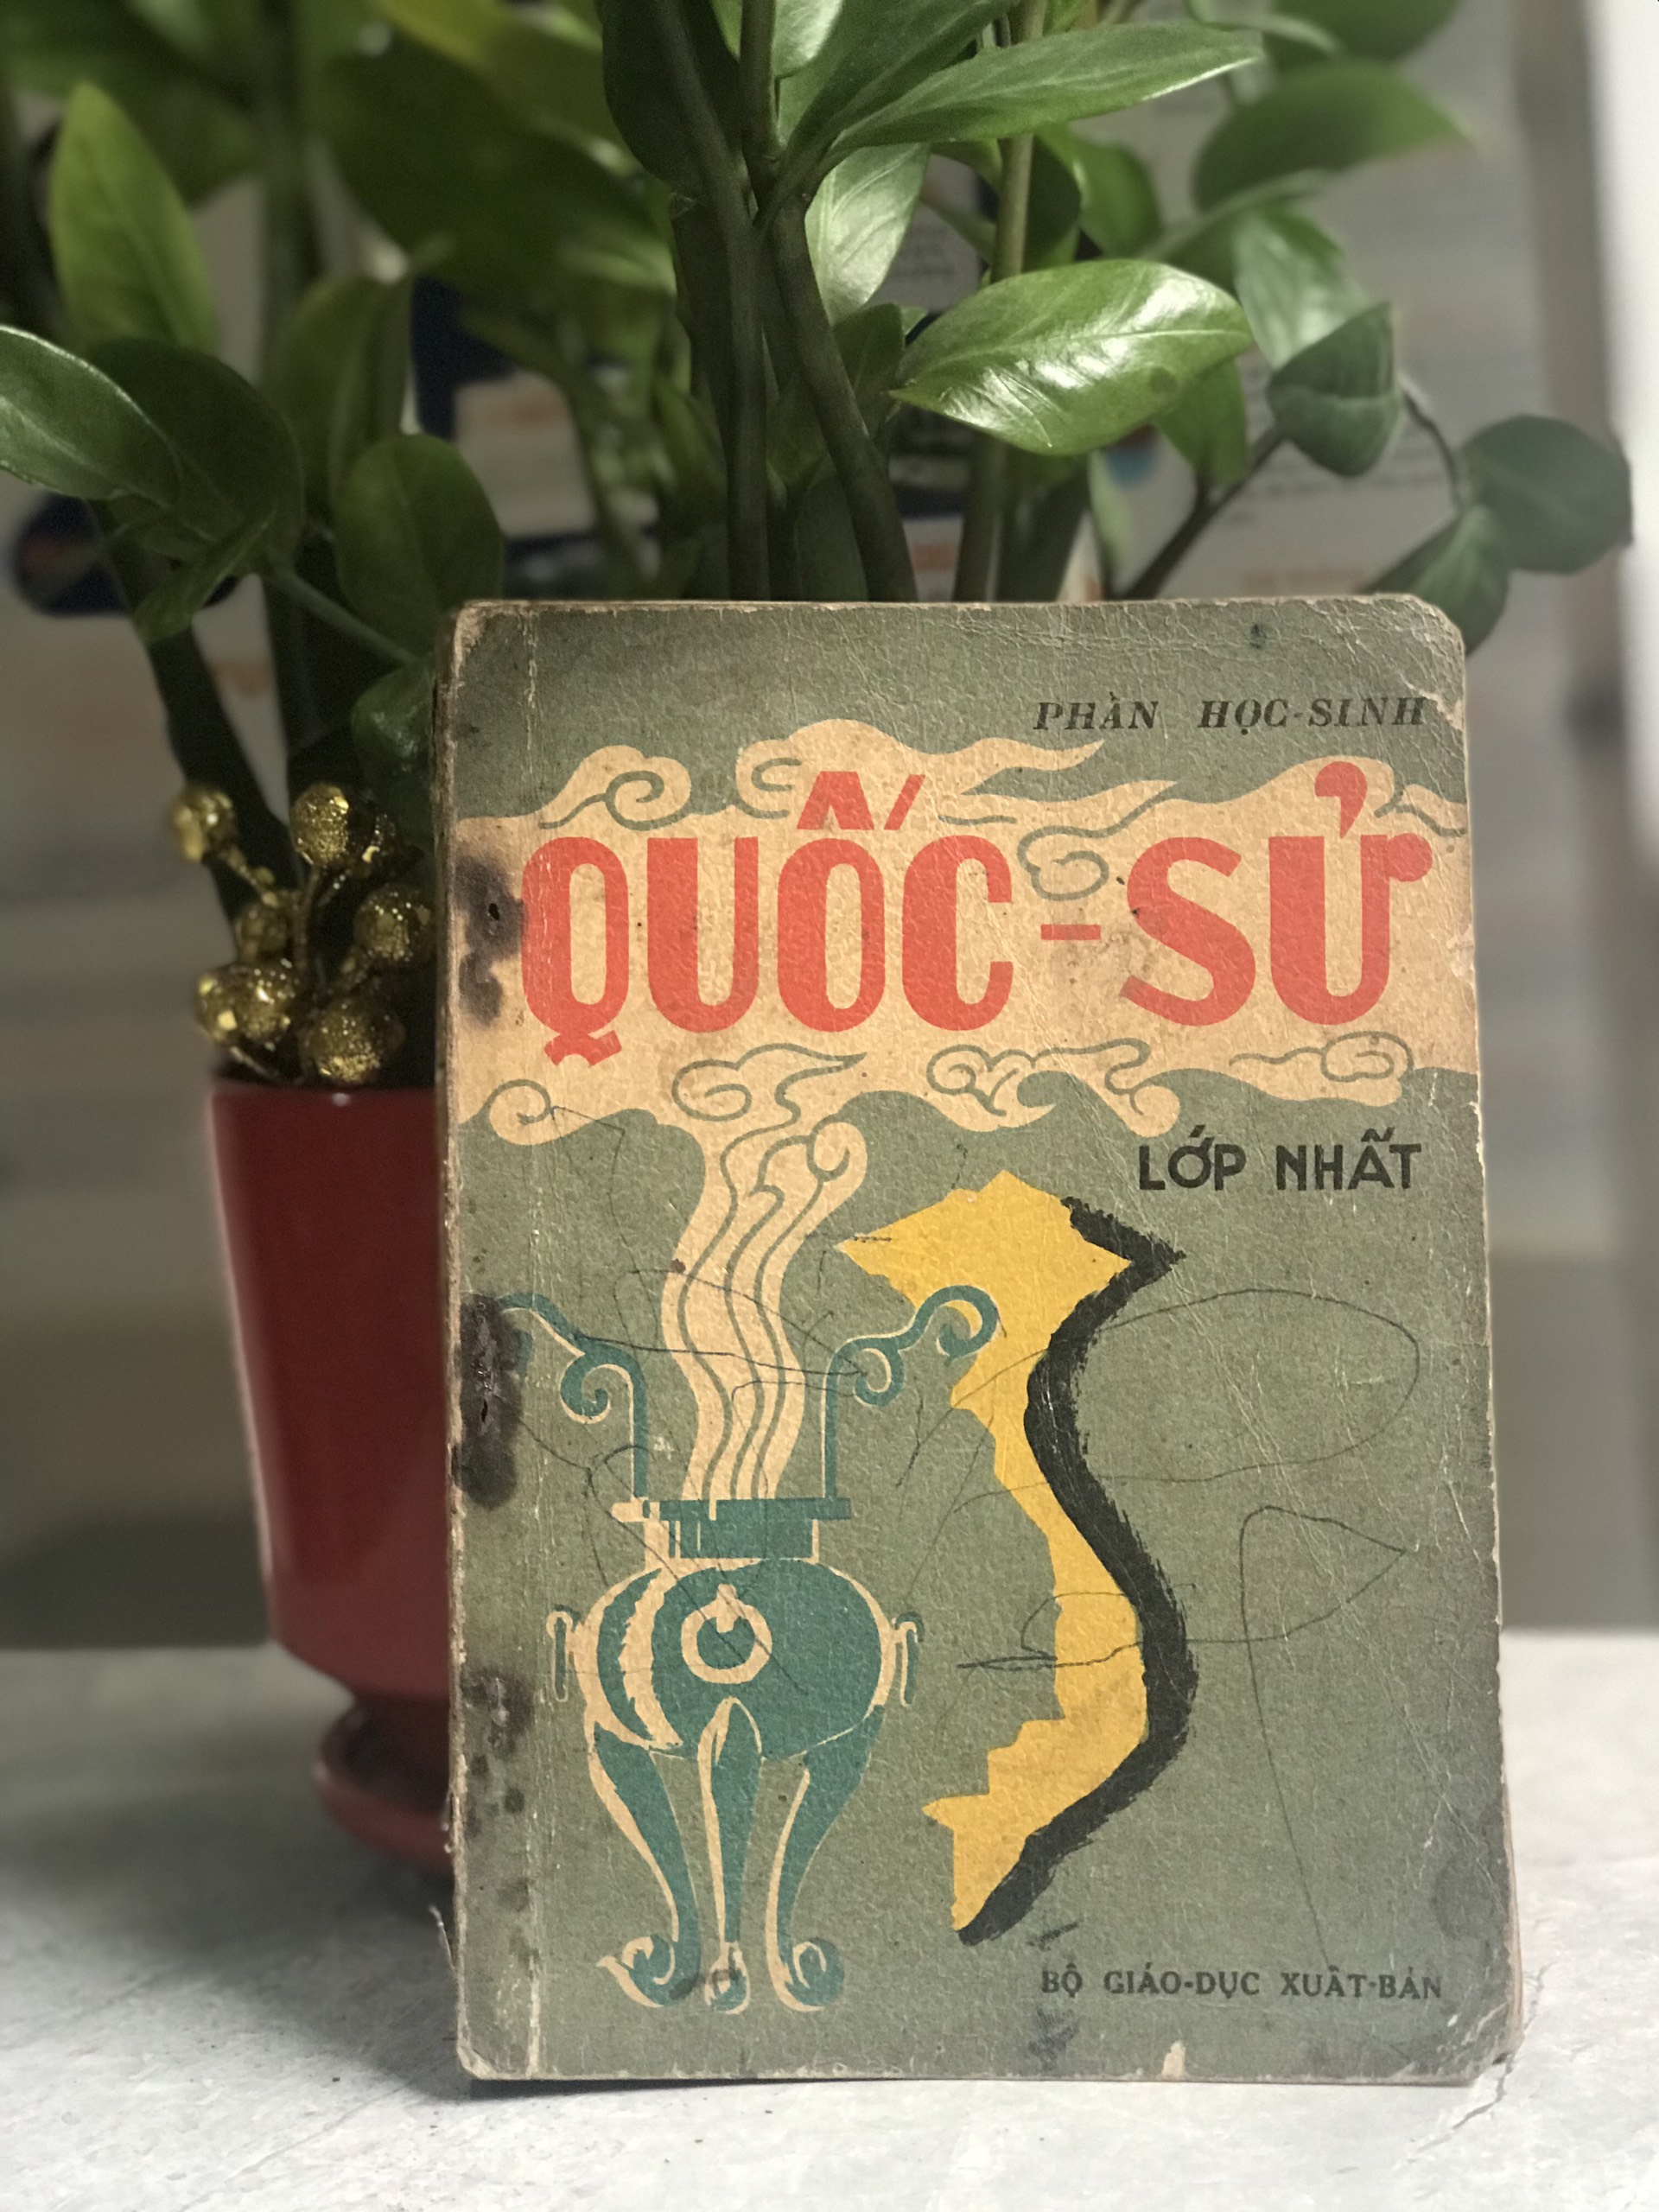 PHẦN HỌC-SINH
QUỐC-SỬ
LỚP NHẤT
BỘ GIÁO-DỤC XUẤT-BẢN